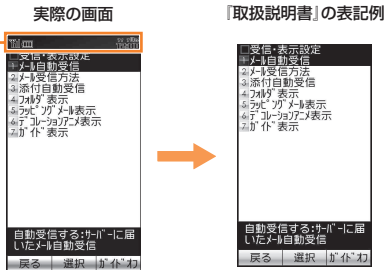 実際の画面
『取扱説明書』の表記例
□受信・表示設定
メール自動受信
2メール受信方法
3添付自動受信
4フォルダ表示
5ラッピングメール表示
6デコレーションアニメ表示
7ガイド表示
自動受信する:サーバーに届
いたメール自動受信
戻る 選択 ガイドオフ
□受信・表示設定
メール自動受信
2メール受信方法
3添付自動受信
4フォルダ表示
5ラッピングメール表示
6デコレーションアニメ表示
7ガイド表示
自動受信する:サーバーに届
いたメール自動受信
戻る 選択 ガイドオフ